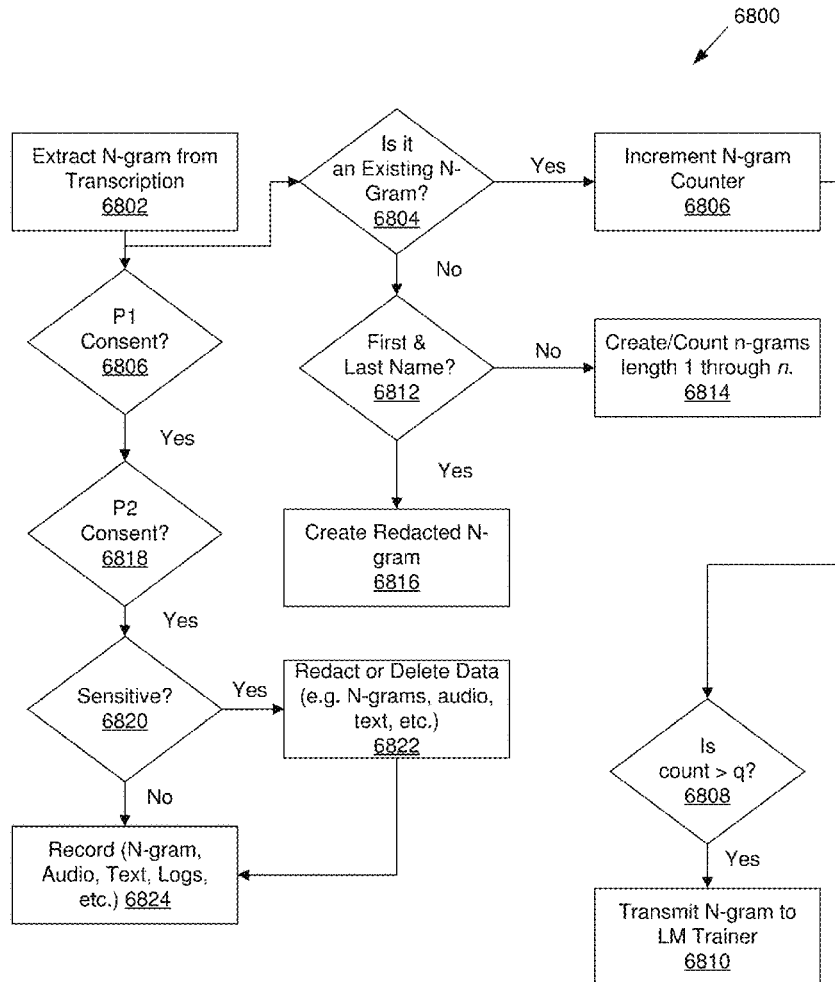 6800
Extract N-gram from
Transcription
6802
Is it
an Existing N-
Gram?
6804
Yes
Increment N-gram
Counter
6806
No
P1
Consent?
6806
First &
Last Name?
6812
No
Create/Count n-grams
length 1 through n.
6814
Yes
Yes
P2
Consent?
6818
Create Redacted N-
gram
6816
Yes
Sensitive?
6820
Yes
Redact or Delete Data
(e.g. N-grams, audio,
text, etc.)
6822
No
Is
count > q?
6808
Record (N-gram,
Audio, Text, Logs,
etc.) 6824
Yes
Transmit N-gram to
LM Trainer
6810